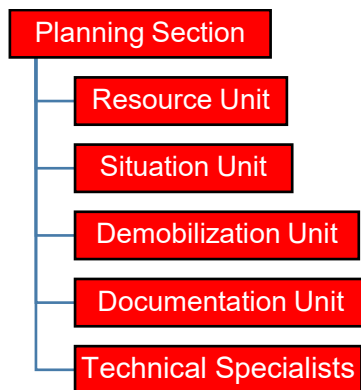 Planning Section
Resource Unit
Situation Unit
Demobilization Unit
Documentation Unit
Technical Specialists